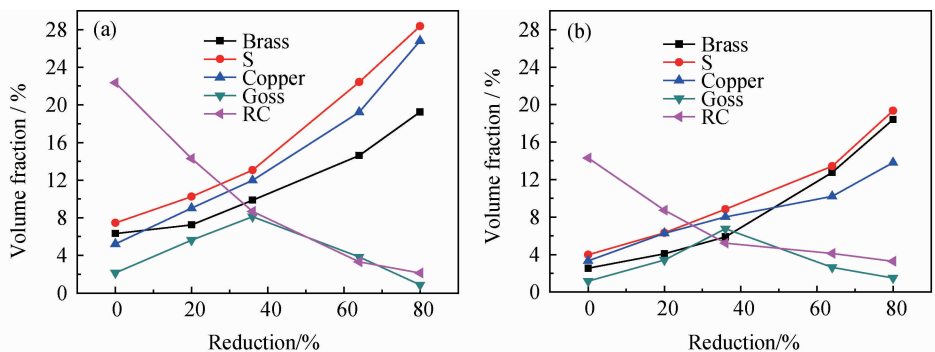 (a)
Brass
S
Copper
Goss
RC
28
24
20
16
12
8
4
0
Volume fraction / %
0 20 40 60 80
Reduction/%
(b)
Brass
S
Copper
Goss
RC
28
24
20
16
12
8
4
0
Volume fraction / %
0 20 40 60 80
Reduction/%